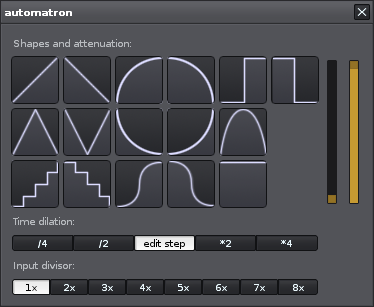 automatron
Shapes and attenuation:
Time dilation:
/4 /2 edit step *2 *4
Input divisor:
1x 2x 3x 4x 5x 6x 7x 8x